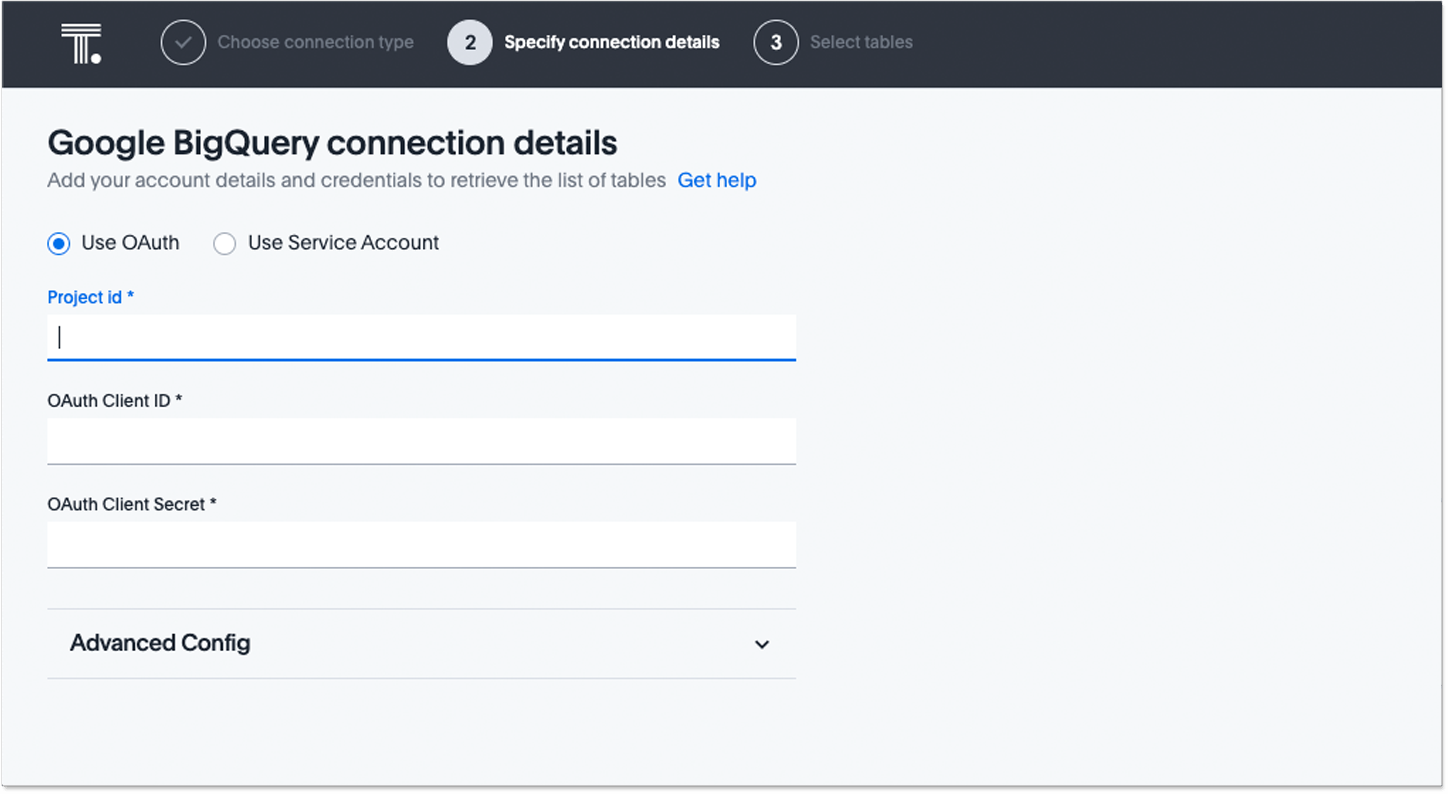 T.
Choose connection type 2 Specify connection details 3 Select tables
Google BigQuery connection details
Add your account details and credentials to retrieve the list of tables Get help
Use OAuth Use Service Account
Project id *
OAuth Client ID *
OAuth Client Secret *
Advanced Config